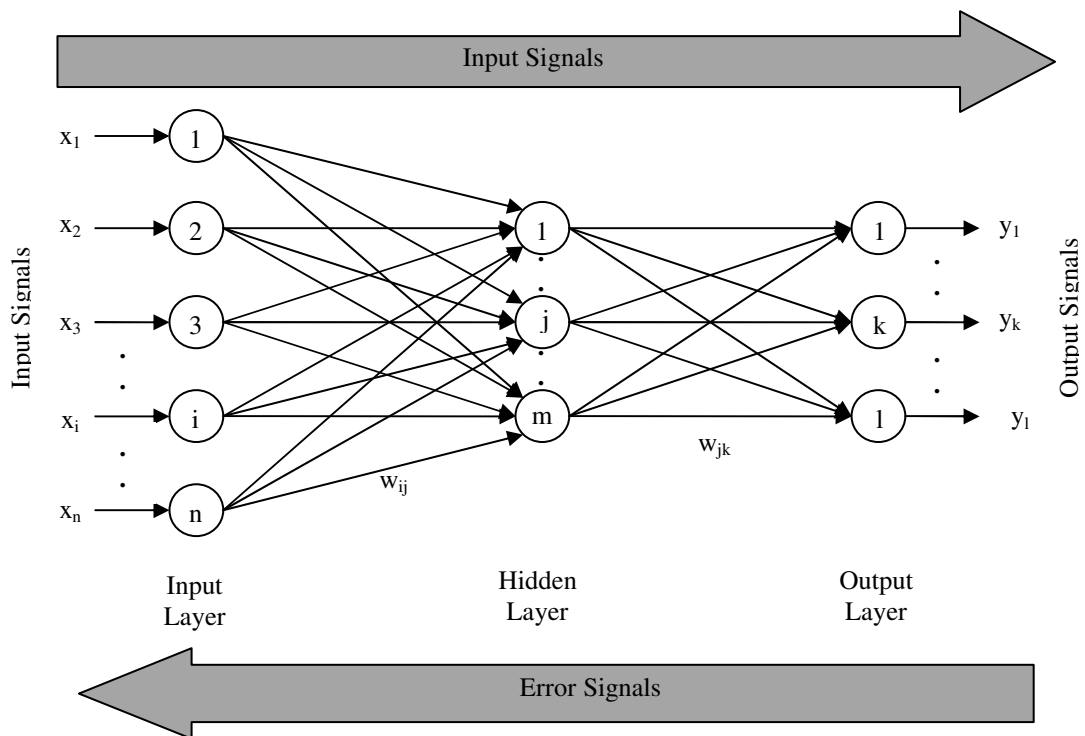 Input Signals
x₁ 1
x₂ 2 1 1 y₁
x₃ 3 j k yₖ
xᵢ i m l yₗ
wᵢⱼ wⱼₖ
xₙ n
Input Signals
Output Signals
Input Layer
Hidden Layer
Output Layer
Error Signals